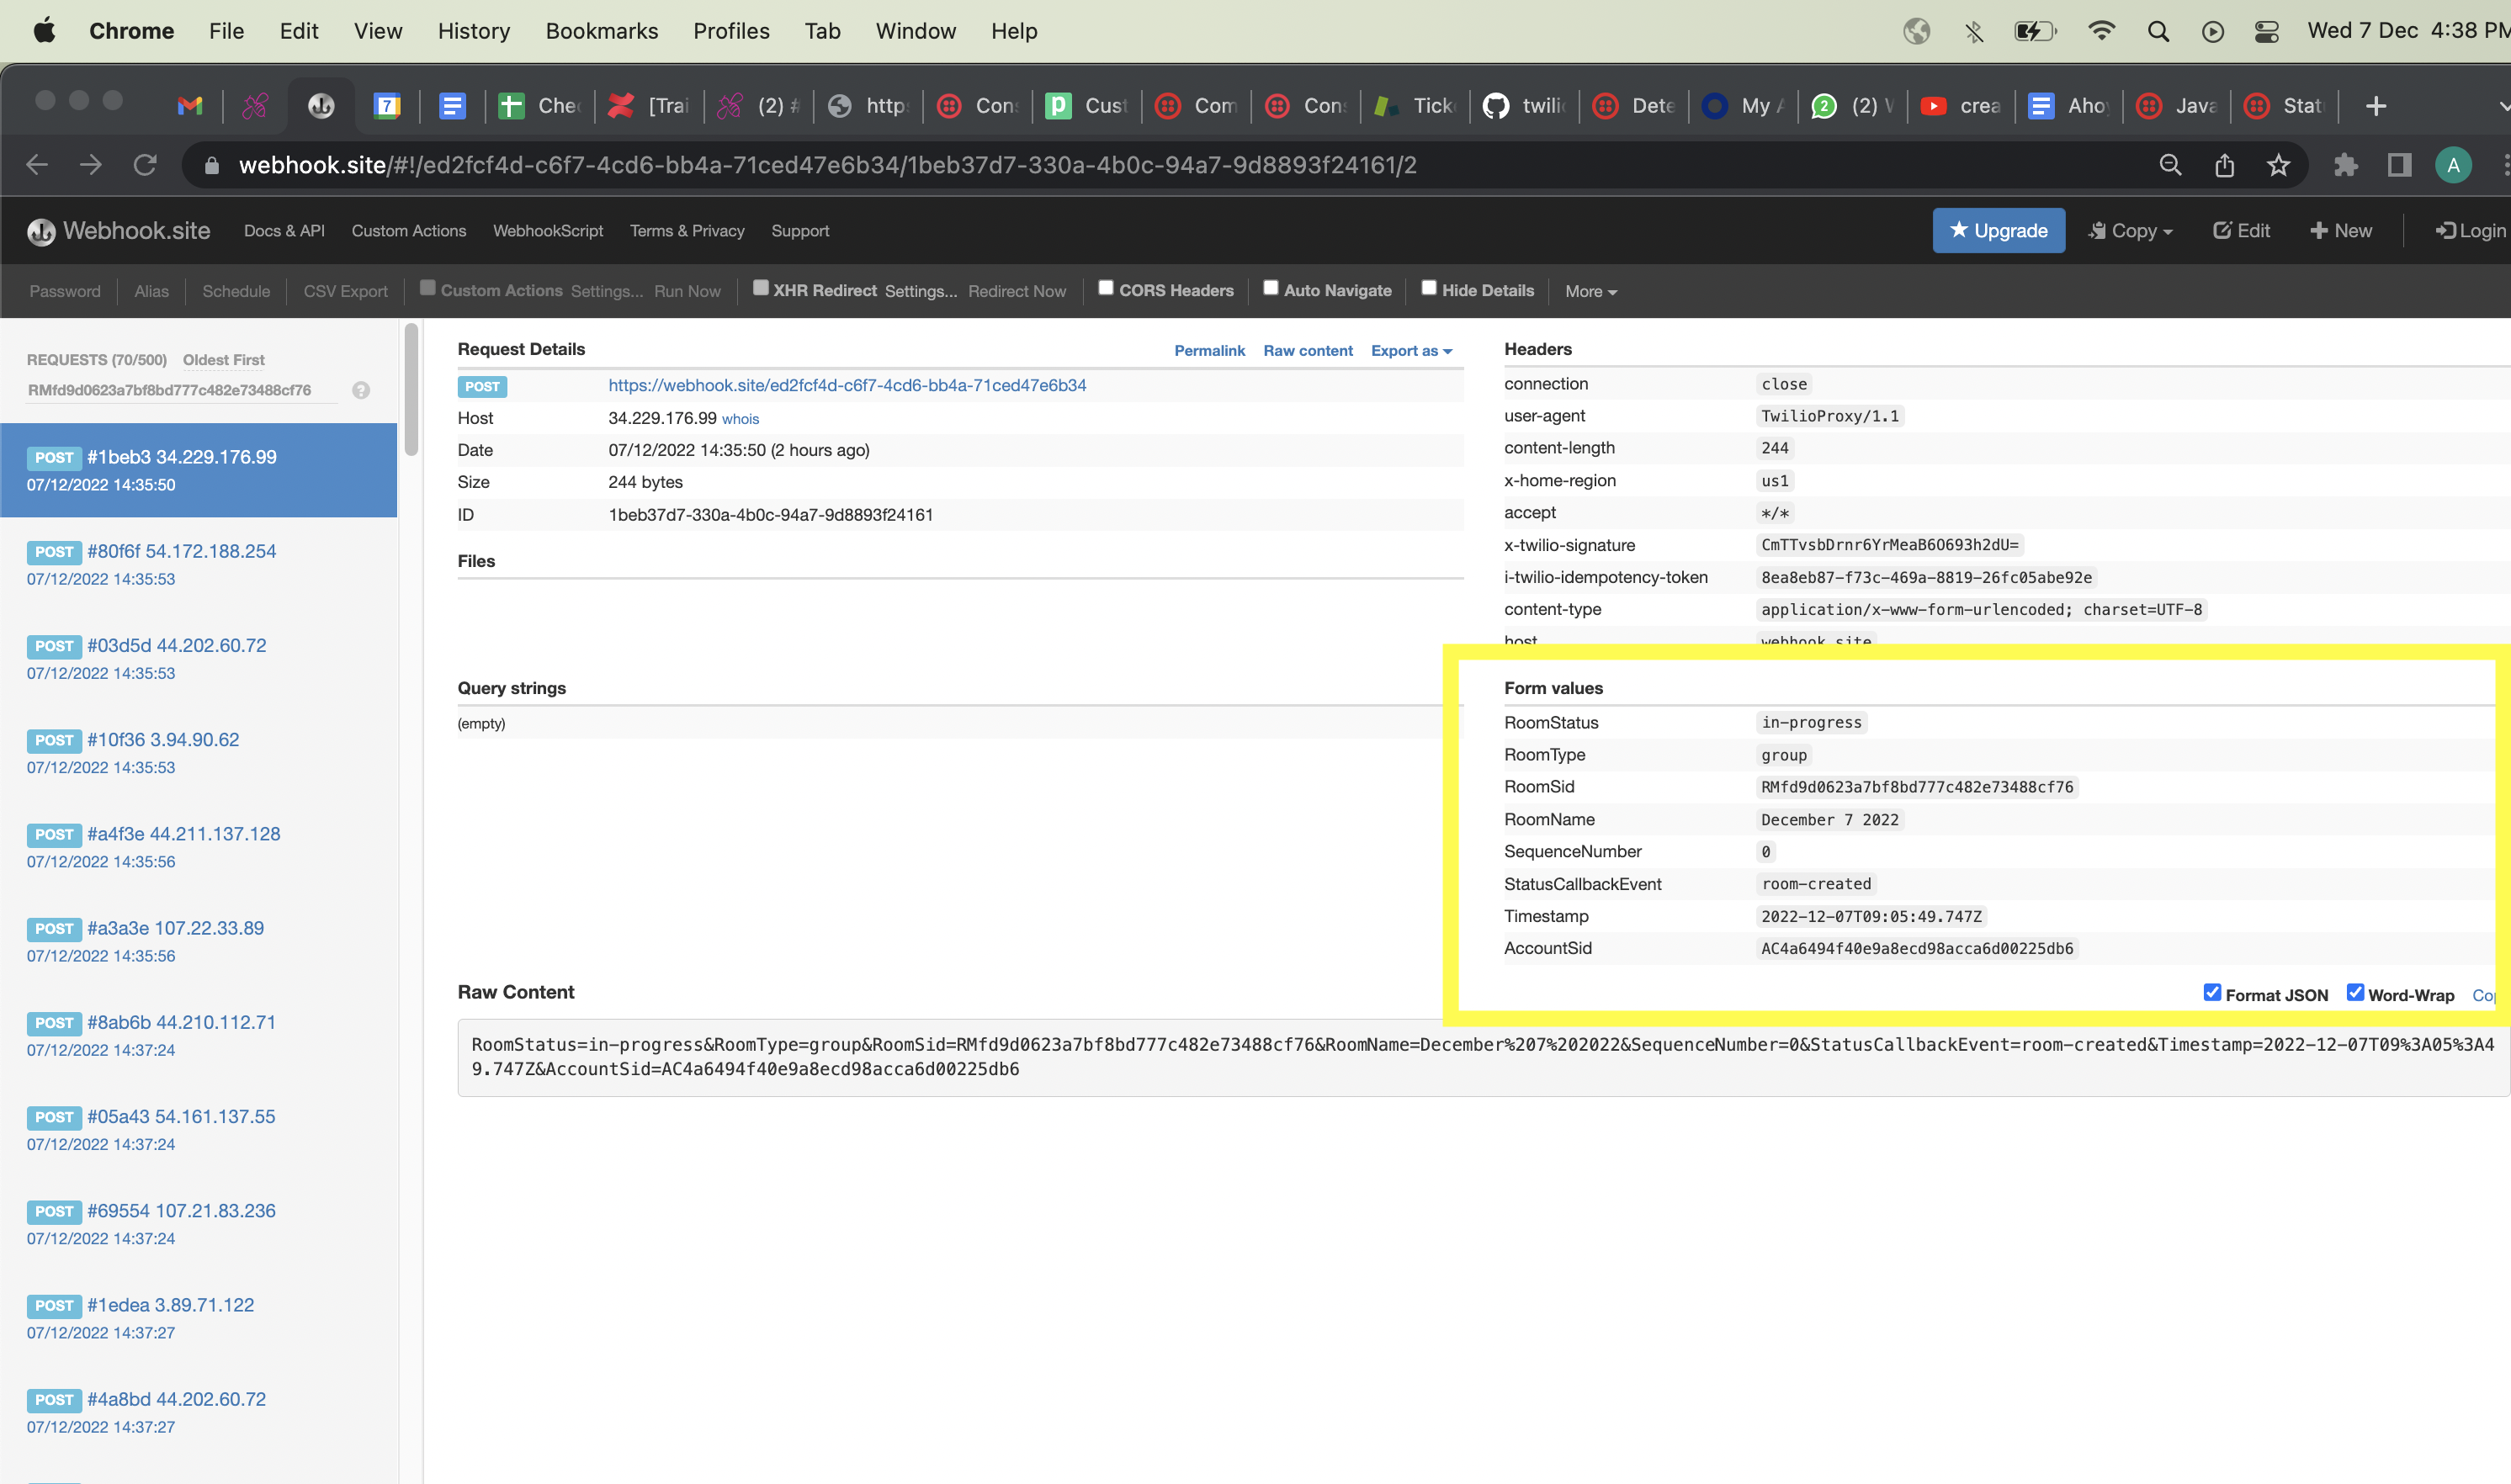 Chrome File Edit View History Bookmarks Profiles Tab Window Help Wed 7 Dec 4:38 PM
7 Chec [Trai (2) # http Cons Cust Com Cons Ticke twilio Dete My A 2 (2) W crea Aho Java Stat
webhook.site/#!/ed2fcf4d-c6f7-4cd6-bb4a-71ced47e6b34/1beb37d7-330a-4b0c-94a7-9d8893f24161/2 A
Webhook.site Docs & API Custom Actions WebhookScript Terms & Privacy Support Upgrade Copy Edit New Login
Password Alias Schedule CSV Export Custom Actions Settings... Run Now XHR Redirect Settings... Redirect Now CORS Headers Auto Navigate Hide Details More
REQUESTS (70/500) Oldest First
RMfd9d0623a7bf8bd777c482e73488cf76 ?
POST #1beb3 34.229.176.99
07/12/2022 14:35:50
POST #80f6f 54.172.188.254
07/12/2022 14:35:53
POST #03d5d 44.202.60.72
07/12/2022 14:35:53
POST #10f36 3.94.90.62
07/12/2022 14:35:53
POST #a4f3e 44.211.137.128
07/12/2022 14:35:56
POST #a3a3e 107.22.33.89
07/12/2022 14:35:56
POST #8ab6b 44.210.112.71
07/12/2022 14:37:24
POST #05a43 54.161.137.55
07/12/2022 14:37:24
POST #69554 107.21.83.236
07/12/2022 14:37:24
POST #1edea 3.89.71.122
07/12/2022 14:37:27
POST #4a8bd 44.202.60.72
07/12/2022 14:37:27
Request Details Permalink Raw content Export as
POST https://webhook.site/ed2fcf4d-c6f7-4cd6-bb4a-71ced47e6b34
Host 34.229.176.99 whois
Date 07/12/2022 14:35:50 (2 hours ago)
Size 244 bytes
ID 1beb37d7-330a-4b0c-94a7-9d8893f24161
Files
Headers
connection close
user-agent TwilioProxy/1.1
content-length 244
x-home-region us1
accept */*
x-twilio-signature CmTTvsbDrnr6YrMeaB6O693h2dU=
i-twilio-idempotency-token 8ea8eb87-f73c-469a-8819-26fc05abe92e
content-type application/x-www-form-urlencoded; charset=UTF-8
host webhook.site
Query strings
(empty)
Form values
RoomStatus in-progress
RoomType group
RoomSid RMfd9d0623a7bf8bd777c482e73488cf76
RoomName December 7 2022
SequenceNumber 0
StatusCallbackEvent room-created
Timestamp 2022-12-07T09:05:49.747Z
AccountSid AC4a6494f40e9a8ecd98acca6d00225db6
Raw Content Format JSON Word-Wrap Cop
RoomStatus=in-progress&RoomType=group&RoomSid=RMfd9d0623a7bf8bd777c482e73488cf76&RoomName=December%207%202022&SequenceNumber=0&StatusCallbackEvent=room-created&Timestamp=2022-12-07T09%3A05%3A4
9.747Z&AccountSid=AC4a6494f40e9a8ecd98acca6d00225db6